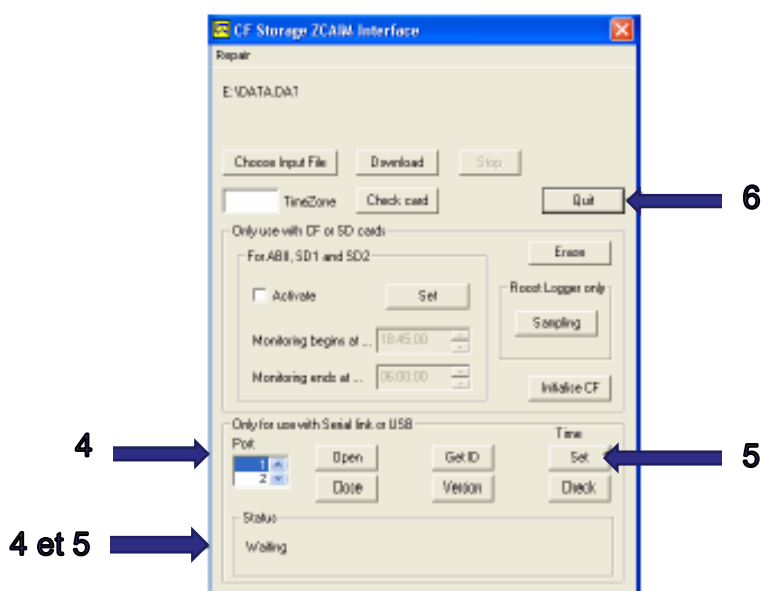 CF Storage ZCAIM Interface
Repair
E:\DATA.DAT
Choose Input File Download Stop
TimeZone Check card Quit 6
Only use with CF or SD cards
For ABII, SD1 and SD2 Erase
Activate Set Roost Logger only
Sampling
Monitoring begins at ... 18:45:00
Monitoring ends at ... 06:00:00
Initialise CF
Only for use with Serial link or USB
4 Port Time
1 Open Get ID Set 5
2 Close Version Check
Status
4 et 5 Waiting